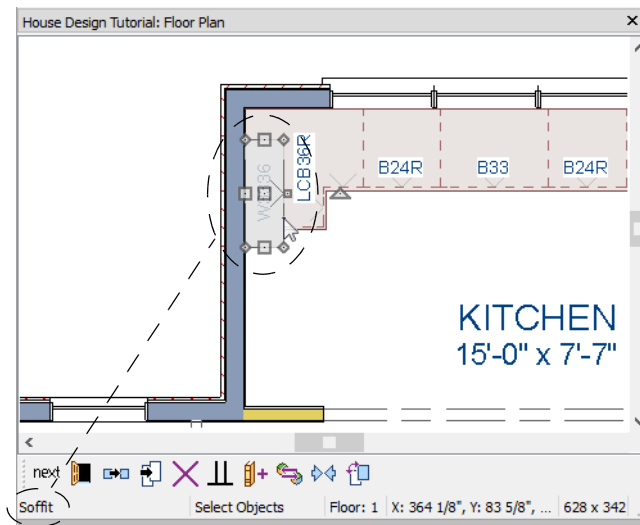 House Design Tutorial: Floor Plan
LCB36R
B24R
B33
B24R
KITCHEN
15'-0" x 7'-7"
next
Soffit
Select Objects
Floor: 1
X: 364 1/8", Y: 83 5/8", ...
628 x 342